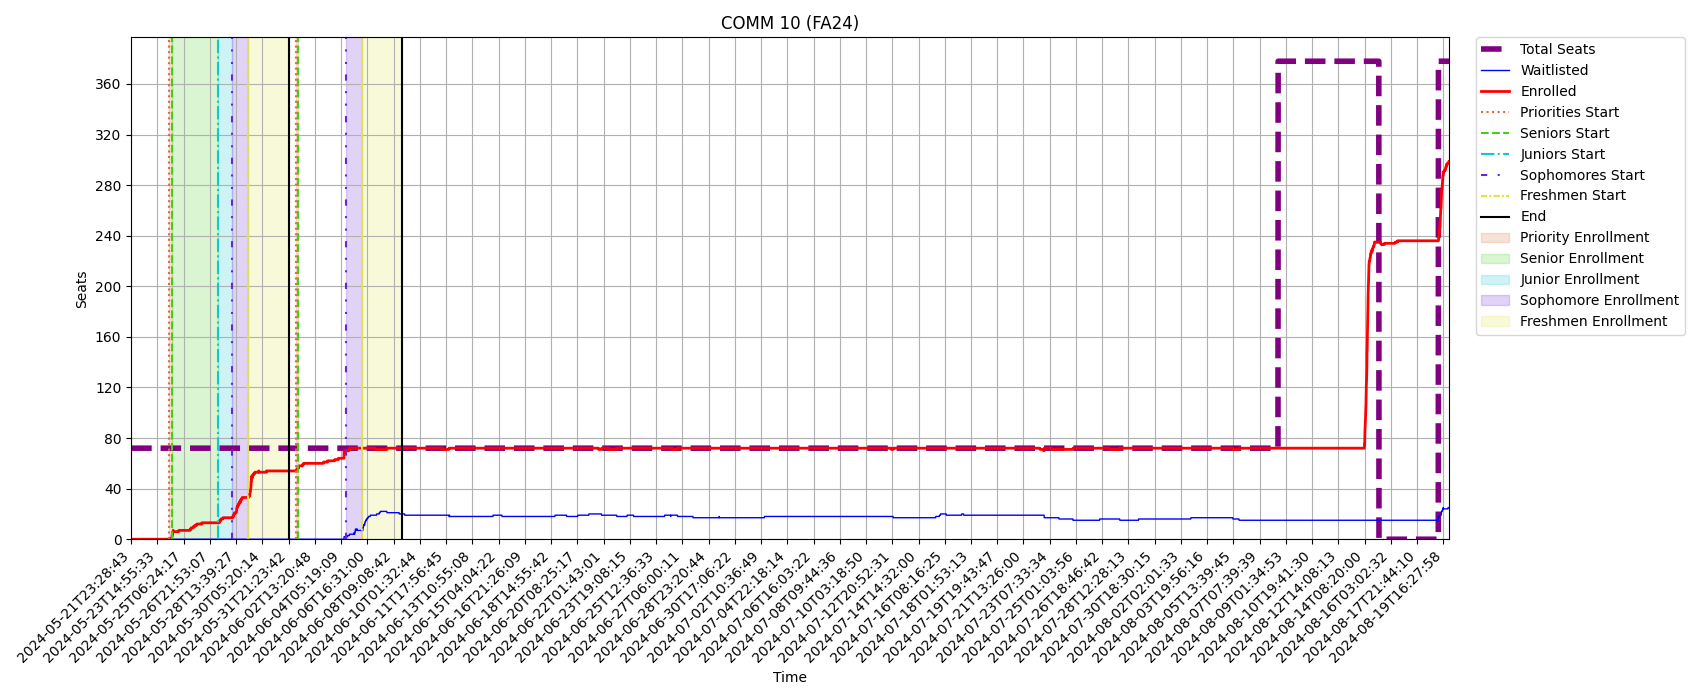 COMM 10 (FA24)
Seats
360
320
280
240
200
160
120
80
40
0
2024-05-21T23:28:43
2024-05-23T14:55:33
2024-05-25T06:24:17
2024-05-26T21:53:07
2024-05-28T13:39:27
2024-05-30T05:20:14
2024-05-31T21:23:42
2024-06-02T13:20:48
2024-06-04T05:19:09
2024-06-06T16:31:00
2024-06-08T09:08:42
2024-06-10T01:32:44
2024-06-11T17:56:45
2024-06-13T10:55:08
2024-06-15T04:04:22
2024-06-16T21:26:09
2024-06-18T14:55:42
2024-06-20T08:25:17
2024-06-22T01:43:01
2024-06-23T19:08:15
2024-06-25T12:36:33
2024-06-27T06:00:11
2024-06-28T23:20:44
2024-06-30T17:06:22
2024-07-02T10:36:49
2024-07-04T22:18:14
2024-07-06T16:03:22
2024-07-08T09:44:36
2024-07-10T03:18:50
2024-07-12T20:52:31
2024-07-14T14:32:00
2024-07-16T08:16:25
2024-07-18T01:53:13
2024-07-19T19:43:47
2024-07-21T13:26:00
2024-07-23T07:33:34
2024-07-25T01:03:56
2024-07-26T18:46:42
2024-07-28T12:28:13
2024-07-30T18:30:15
2024-08-02T02:01:33
2024-08-03T19:56:16
2024-08-05T13:39:45
2024-08-07T07:39:39
2024-08-09T01:34:53
2024-08-10T19:41:30
2024-08-12T14:08:13
2024-08-14T08:20:00
2024-08-16T03:02:32
2024-08-17T21:44:10
2024-08-19T16:27:58
Time
Total Seats
Waitlisted
Enrolled
Priorities Start
Seniors Start
Juniors Start
Sophomores Start
Freshmen Start
End
Priority Enrollment
Senior Enrollment
Junior Enrollment
Sophomore Enrollment
Freshmen Enrollment